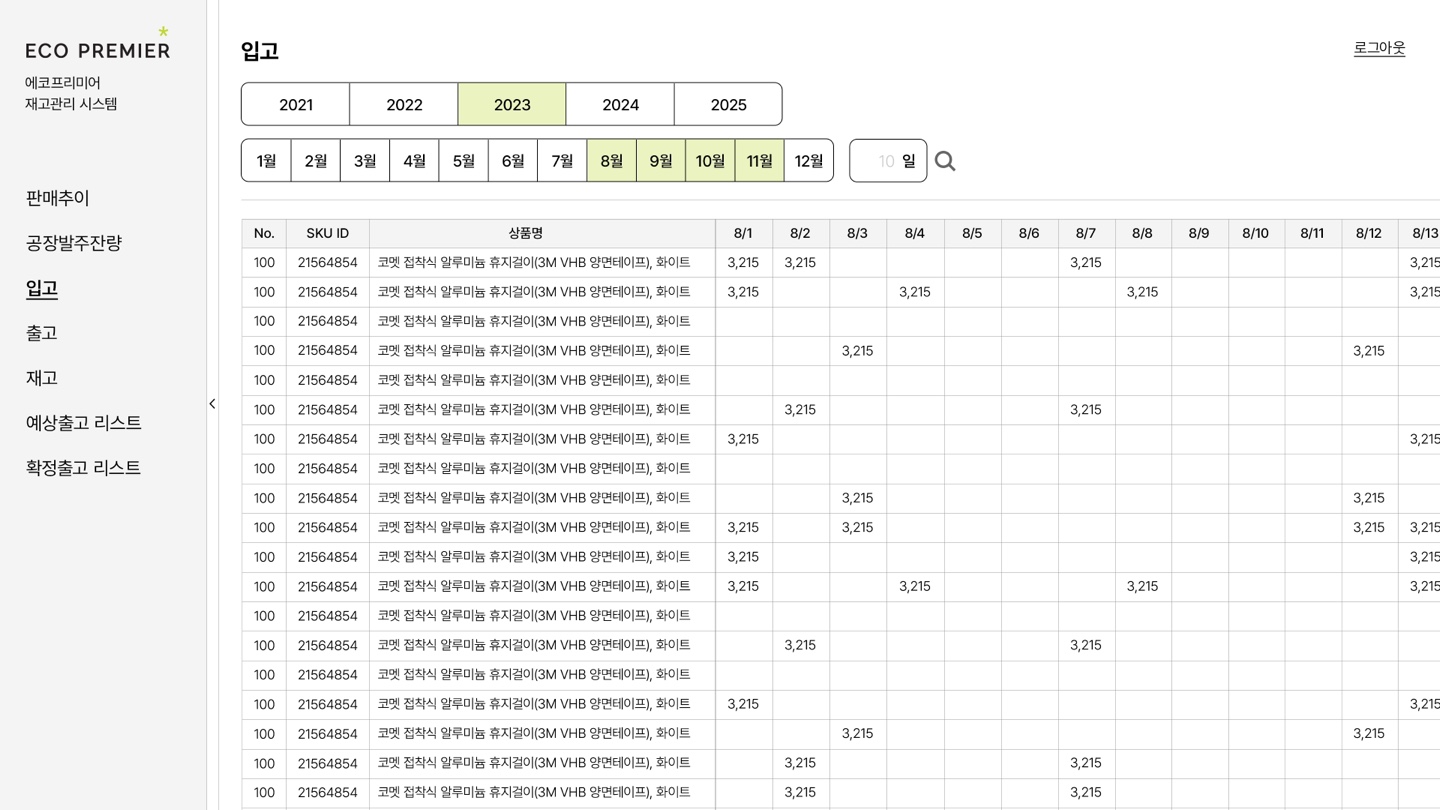 ECO PREMIER*
에코프리미어
재고관리 시스템
판매추이
공장발주잔량
입고
출고
재고
예상출고 리스트
확정출고 리스트
입고
로그아웃
2021 2022 2023 2024 2025
1월 2월 3월 4월 5월 6월 7월 8월 9월 10월 11월 12월 10 일
No. SKU ID 상품명 8/1 8/2 8/3 8/4 8/5 8/6 8/7 8/8 8/9 8/10 8/11 8/12 8/13
100 21564854 코멧 접착식 알루미늄 휴지걸이(3M VHB 양면테이프), 화이트 3,215 3,215 3,215 3,215
100 21564854 코멧 접착식 알루미늄 휴지걸이(3M VHB 양면테이프), 화이트 3,215 3,215 3,215 3,215
100 21564854 코멧 접착식 알루미늄 휴지걸이(3M VHB 양면테이프), 화이트
100 21564854 코멧 접착식 알루미늄 휴지걸이(3M VHB 양면테이프), 화이트 3,215 3,215
100 21564854 코멧 접착식 알루미늄 휴지걸이(3M VHB 양면테이프), 화이트
100 21564854 코멧 접착식 알루미늄 휴지걸이(3M VHB 양면테이프), 화이트 3,215 3,215
100 21564854 코멧 접착식 알루미늄 휴지걸이(3M VHB 양면테이프), 화이트 3,215 3,215
100 21564854 코멧 접착식 알루미늄 휴지걸이(3M VHB 양면테이프), 화이트
100 21564854 코멧 접착식 알루미늄 휴지걸이(3M VHB 양면테이프), 화이트 3,215 3,215
100 21564854 코멧 접착식 알루미늄 휴지걸이(3M VHB 양면테이프), 화이트 3,215 3,215 3,215 3,215
100 21564854 코멧 접착식 알루미늄 휴지걸이(3M VHB 양면테이프), 화이트 3,215 3,215
100 21564854 코멧 접착식 알루미늄 휴지걸이(3M VHB 양면테이프), 화이트 3,215 3,215 3,215 3,215
100 21564854 코멧 접착식 알루미늄 휴지걸이(3M VHB 양면테이프), 화이트
100 21564854 코멧 접착식 알루미늄 휴지걸이(3M VHB 양면테이프), 화이트 3,215 3,215
100 21564854 코멧 접착식 알루미늄 휴지걸이(3M VHB 양면테이프), 화이트
100 21564854 코멧 접착식 알루미늄 휴지걸이(3M VHB 양면테이프), 화이트 3,215 3,215
100 21564854 코멧 접착식 알루미늄 휴지걸이(3M VHB 양면테이프), 화이트 3,215 3,215
100 21564854 코멧 접착식 알루미늄 휴지걸이(3M VHB 양면테이프), 화이트 3,215 3,215
100 21564854 코멧 접착식 알루미늄 휴지걸이(3M VHB 양면테이프), 화이트 3,215 3,215